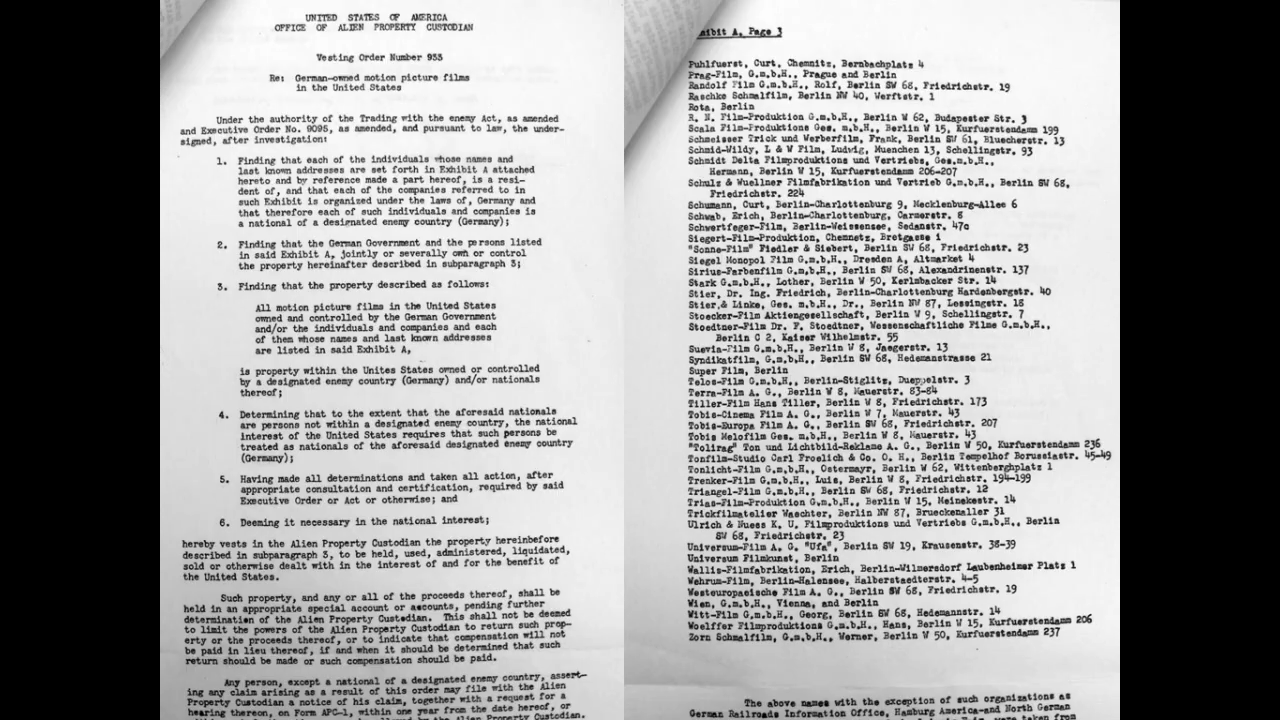 UNITED STATES OF AMERICA
OFFICE OF ALIEN PROPERTY CUSTODIAN
Vesting Order Number 933
Re: German-owned motion picture films
in the United States
Under the authority of the Trading with the enemy Act, as amended
and Executive Order No. 9095, as amended, and pursuant to law, the under-
signed, after investigation:
1. Finding that each of the individuals whose names and
last known addresses are set forth in Exhibit A attached
hereto and by reference made a part hereof, is a resi-
dent of, and that each of the companies referred to in
such Exhibit is organized under the laws of, Germany and
that therefore each of such individuals and companies is
a national of a designated enemy country (Germany);
2. Finding that the German Government and the persons listed
in said Exhibit A, jointly or severally own or control
the property hereinafter described in subparagraph 3;
3. Finding that the property described as follows:
All motion picture films in the United States
owned and controlled by the German Government
and/or the individuals and companies and each
of them whose names and last known addresses
are listed in said Exhibit A,
is property within the Unites States owned or controlled
by a designated enemy country (Germany) and/or nationals
thereof;
4. Determining that to the extent that the aforesaid nationals
are persons not within a designated enemy country, the national
interest of the United States requires that such persons be
treated as nationals of the aforesaid designated enemy country
(Germany);
5. Having made all determinations and taken all action, after
appropriate consultation and certification, required by said
Executive Order or Act or otherwise; and
6. Deeming it necessary in the national interest;
hereby vests in the Alien Property Custodian the property hereinbefore
described in subparagraph 3, to be held, used, administered, liquidated,
sold or otherwise dealt with in the interest of and for the benefit of
the United States.
Such property, and any or all of the proceeds thereof, shall be
held in an appropriate special account or accounts, pending further
determination of the Alien Property Custodian. This shall not be deemed
to limit the powers of the Alien Property Custodian to return such prop-
erty or the proceeds thereof, or to indicate that compensation will not
be paid in lieu thereof, if and when it should be determined that such
return should be made or such compensation should be paid.
Any person, except a national of a designated enemy country, assert-
ing any claim arising as a result of this order may file with the Alien
Property Custodian a notice of his claim, together with a request for a
hearing thereon, on Form APC-1, within one year from the date hereof, or
Exhibit A, Page 3
Puhlfuerst, Curt, Chemnitz, Bernbachplatz 4
Prag-Film, G.m.b.H., Prague and Berlin
Randolf Film G.m.b.H., Rolf, Berlin SW 68, Friedrichstr. 19
Raschke Schmalfilm, Berlin NW 40, Werftstr. 1
Rota, Berlin
R. N. Film-Produktion G.m.b.H., Berlin W 62, Budapester Str. 3
Scala Film-Produktions Ges. m.b.H., Berlin W 15, Kurfuerstendamm 199
Schmeisser Trick und Werberfilm, Frank, Berlin SW 61, Bluecherstr. 13
Schmid-Wildy, L & W Film, Ludwig, Muenchen 13, Schellingstr. 93
Schmidt Delta Filmproduktions und Vertriebs, Ges.m.b.H.,
Hermann, Berlin W 15, Kurfuerstendamm 206-207
Schulz & Wuellner Filmfabrikation und Vertrieb G.m.b.H., Berlin SW 68,
Friedrichstr. 224
Schumann, Curt, Berlin-Charlottenburg 9, Mecklenburg-Allee 6
Schwab, Erich, Berlin-Charlottenburg, Carmerstr. 8
Schwertfeger-Film, Berlin-Weissensee, Sedanstr. 47c
Siegert-Film-Produktion, Chemnetz, Bretgasse 1
"Sonne-Film" Fiedler & Siebert, Berlin SW 68, Friedrichstr. 23
Siegel Monopol Film G.m.b.H., Dresden A, Altmarket 4
Sirius-Farbenfilm G.m.b.H., Berlin SW 68, Alexandrinenstr. 137
Stark G.m.b.H., Lother, Berlin W 50, Kerlmbacker Str. 14
Stier, Dr. Ing. Friedrich, Berlin-Charlottenburg Hardenbergstr. 40
Stier,& Linke, Ges. m.b.H., Dr., Berlin NW 87, Lessingstr. 18
Stoecker-Film Aktiengesellschaft, Berlin W 9, Schellingstr. 7
Stoedtner-Film Dr. F. Stoedtner, Wessenschaftliche Filme G.m.b.H.,
Berlin C 2, Kaiser Wilhelmstr. 55
Suevia-Film G.m.b.H., Berlin W 8, Jaegerstr. 13
Syndikatfilm, G.m.b.H., Berlin SW 68, Hedemanstrasse 21
Super Film, Berlin
Telos-Film G.m.b.H., Berlin-Stiglitz, Dueppelstr. 3
Terra-Film A. G., Berlin W 8, Mauerstr. 83-84
Tiller-Film Hans Tiller, Berlin W 8, Friedrichstr. 173
Tobis-Cinema Film A. G., Berlin W 7, Mauerstr. 43
Tobis-Europa Film A. G., Berlin SW 68, Friedrichstr. 207
Tobis Melofilm Ges. m.b.H., Berlin W 8, Mauerstr. 43
"Tolirag" Ton und Lichtbild-Reklame A. G., Berlin W 50, Kurfuerstendamm 236
Tonfilm-Studio Carl Froelich & Co. O. H., Berlin Tempelhof Borussiastr. 45-49
Tonlicht-Film G.m.b.H., Ostermayr, Berlin W 62, Wittenberghplatz 1
Trenker-Film G.m.b.H., Luis, Berlin W 8, Friedrichstr. 194-199
Triangel-Film G.m.b.H., Berlin SW 68, Friedrichstr. 12
Trias-Film-Produktion G.m.b.H., Berlin W 15, Meinekestr. 14
Trickfilmatelier Waechter, Berlin NW 87, Brueckenaller 31
Ulrich & Nuess K. U. Filmproduktions und Vertriebs G.m.b.H., Berlin
SW 68, Friedrichstr. 23
Universum-Film A. G. "Ufa", Berlin SW 19, Krausenstr. 38-39
Universum Filmkunst, Berlin
Wallis-Filmfabrikation, Erich, Berlin-Wilmersdorf Laubenheimer Platz 1
Wehrum-Film, Berlin-Halensee, Halberstaedterstr. 4-5
Westeuropaeische Film A. G., Berlin SW 68, Friedrichstr. 19
Wien, G.m.b.H., Vienna, and Berlin
Witt-Film G.m.b.H., Georg, Berlin SW 68, Hedemannstr. 14
Woelffer Filmproduktions G.m.b.H., Hans, Berlin W 15, Kurfuerstendamm 206
Zorn Schmalfilm, G.m.b.H., Werner, Berlin W 50, Kurfuerstendamm 237
The above names with the exception of such organizations as
German Railroads Information Office, Hamburg America-and North German